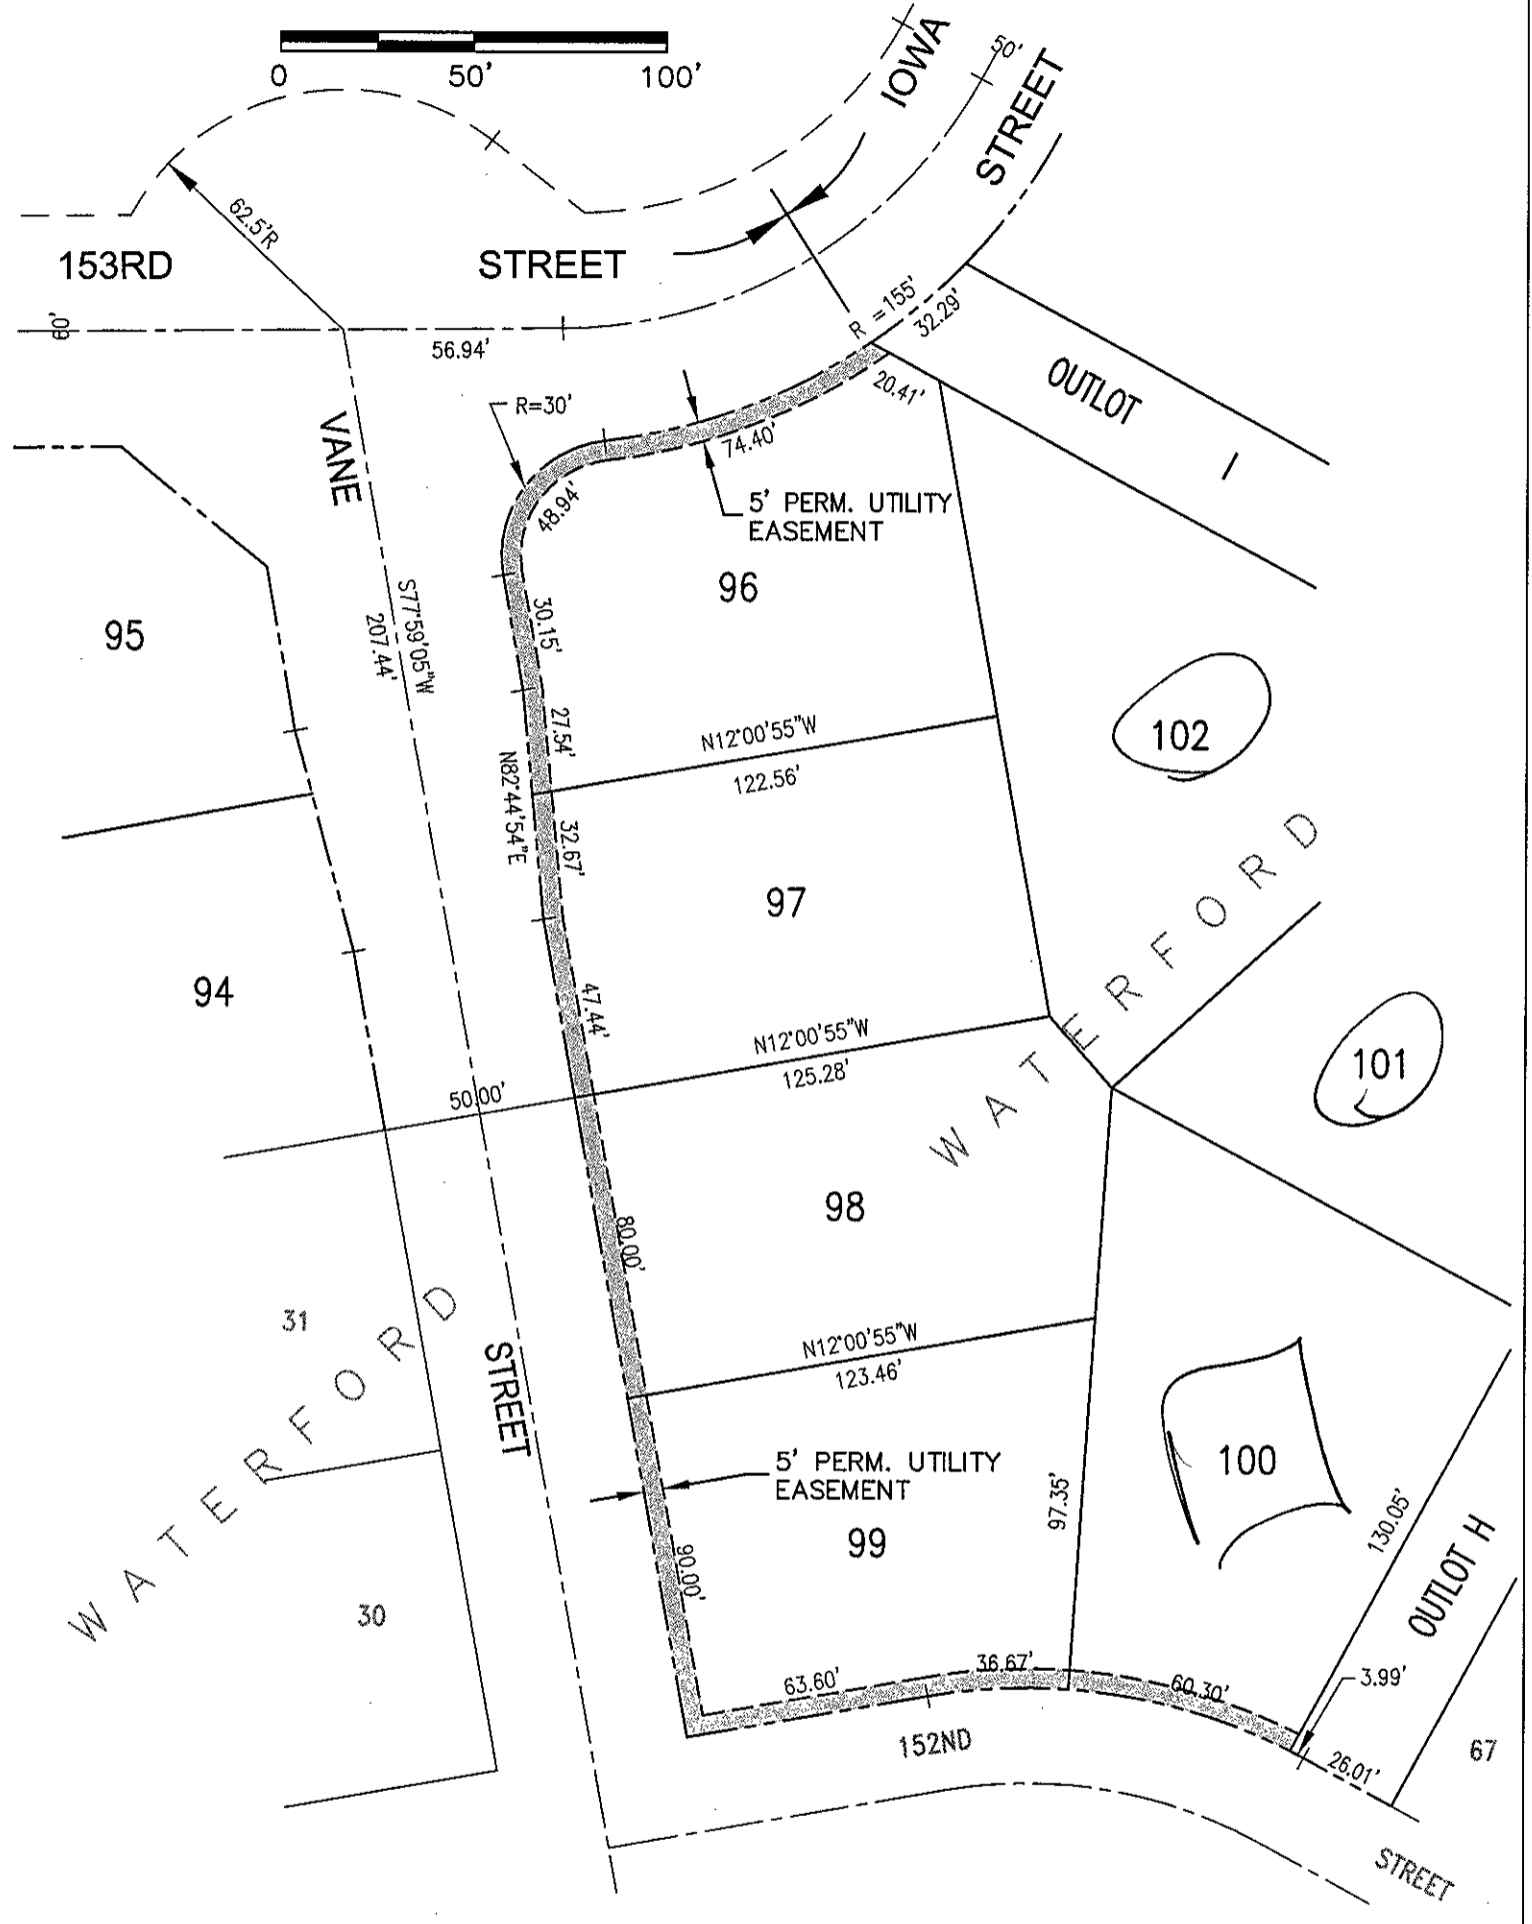 0 50' 100'
IOWA
STREET
50'
62.5'R
153RD STREET
60'
56.94'
R =155'
32.29'
20.41'
OUTLOT
I
R=30'
74.40'
48.94'
5' PERM. UTILITY
EASEMENT
VANE
S77°59'05"W
207.44'
96
95
30.15'
27.54'
N82°44'54"E
N12°00'55"W
122.56'
102
32.67'
97
WATERFORD
94
47.44'
N12°00'55"W
125.28'
101
50.00'
98
80.00'
31
WATERFORD
STREET
N12°00'55"W
123.46'
5' PERM. UTILITY
EASEMENT
100
97.35'
99
130.05'
OUTLOT H
90.00'
30
63.60'
36.67'
60.30'
3.99'
152ND
26.01'
67
STREET